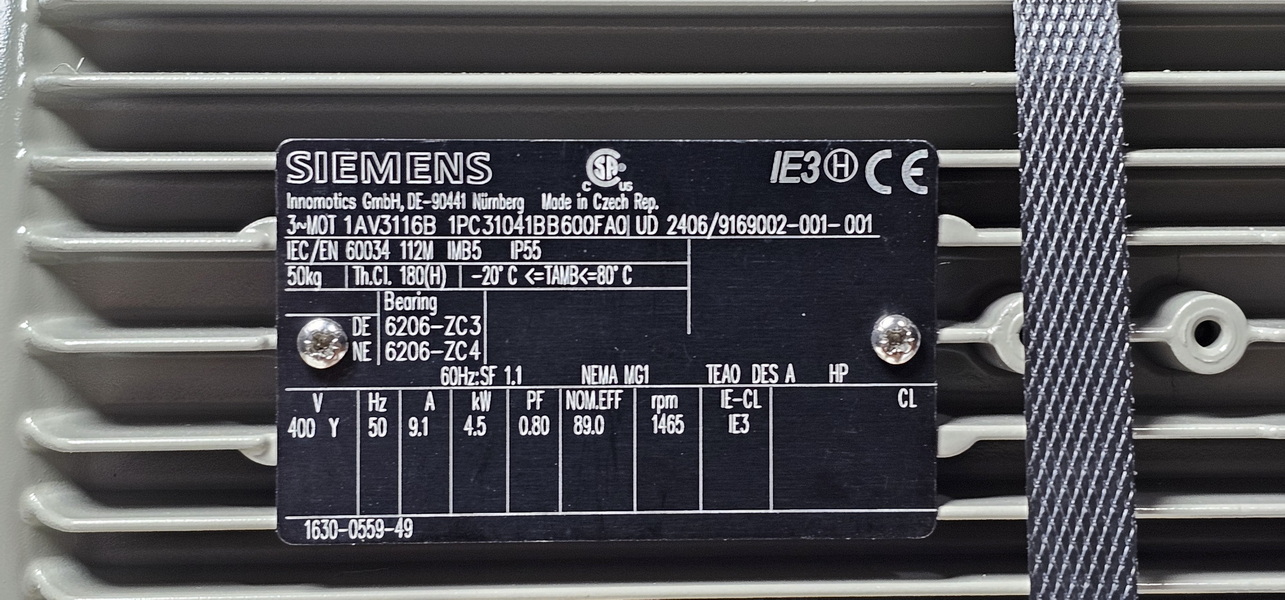 SIEMENS CSA C US IE3 H CE
Innomotics GmbH, DE-90441 Nürnberg Made in Czech Rep.
3~MOT 1AV3116B 1PC31041BB600FA0 UD 2406/9169002-001-001
IEC/EN 60034 112M IMB5 IP55
50kg Th.Cl. 180(H) -20°C <=TAMB<=80°C
Bearing
DE 6206-ZC3
NE 6206-ZC4
60Hz:SF 1.1 NEMA MG1 TEAO DES A HP
V Hz A kW PF NOM.EFF rpm IE-CL CL
400 Y 50 9.1 4.5 0.80 89.0 1465 IE3
1630-0559-49